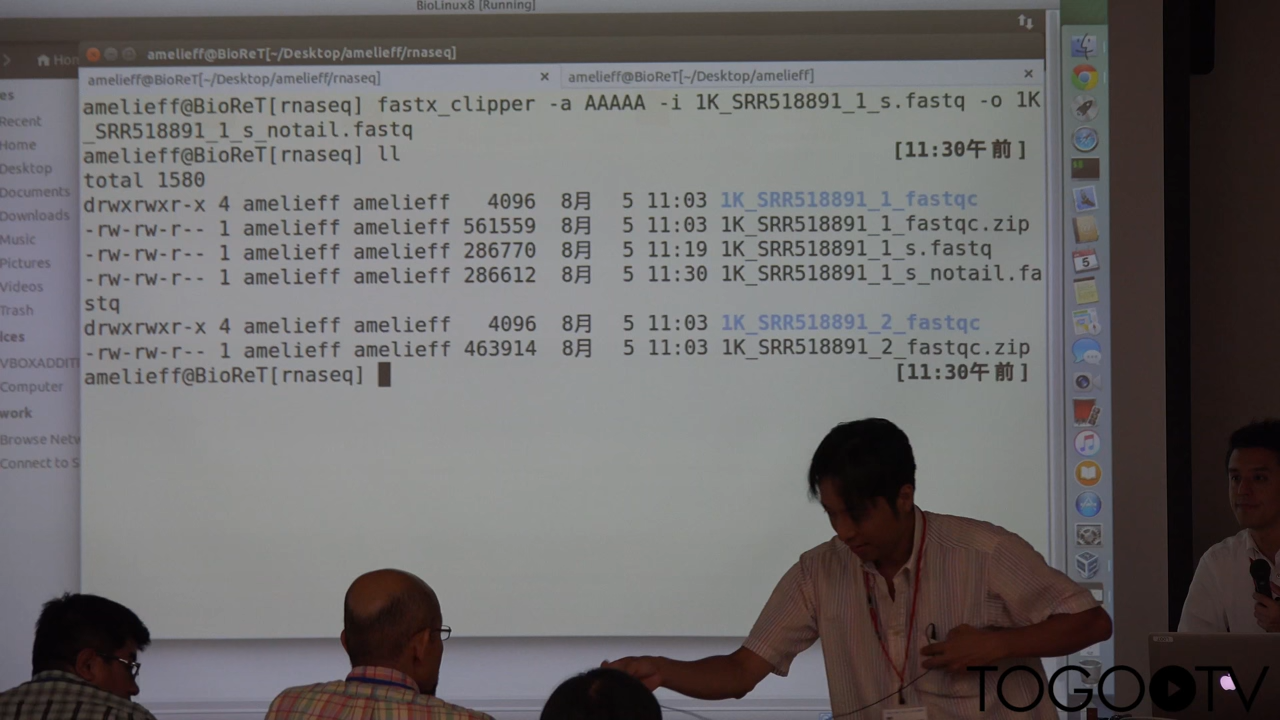 BioLinux8 [Running]
amelieff@BioReT[~/Desktop/amelieff/rnaseq]
amelieff@BioReT[~/Desktop/amelieff/rnaseq] × amelieff@BioReT[~/Desktop/amelieff] ×
amelieff@BioReT[rnaseq] fastx_clipper -a AAAAA -i 1K_SRR518891_1_s.fastq -o 1K
_SRR518891_1_s_notail.fastq
amelieff@BioReT[rnaseq] ll [11:30午前]
total 1580
drwxrwxr-x 4 amelieff amelieff 4096 8月 5 11:03 1K_SRR518891_1_fastqc
-rw-rw-r-- 1 amelieff amelieff 561559 8月 5 11:03 1K_SRR518891_1_fastqc.zip
-rw-rw-r-- 1 amelieff amelieff 286770 8月 5 11:19 1K_SRR518891_1_s.fastq
-rw-rw-r-- 1 amelieff amelieff 286612 8月 5 11:30 1K_SRR518891_1_s_notail.fa
stq
drwxrwxr-x 4 amelieff amelieff 4096 8月 5 11:03 1K_SRR518891_2_fastqc
-rw-rw-r-- 1 amelieff amelieff 463914 8月 5 11:03 1K_SRR518891_2_fastqc.zip
amelieff@BioReT[rnaseq] [11:30午前]
Hom
es
Recent
Home
Desktop
Documents
Downloads
Music
Pictures
Videos
Trash
ices
VBOXADDITI
Computer
work
Browse Netw
Connect to S
5
TOGOTV